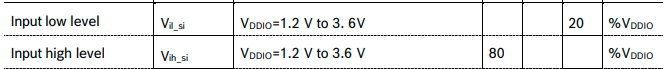 Input low level Vil_si VDDIO=1.2 V to 3. 6V 20 %VDDIO
Input high level Vih_si VDDIO=1.2 V to 3.6 V 80 %VDDIO